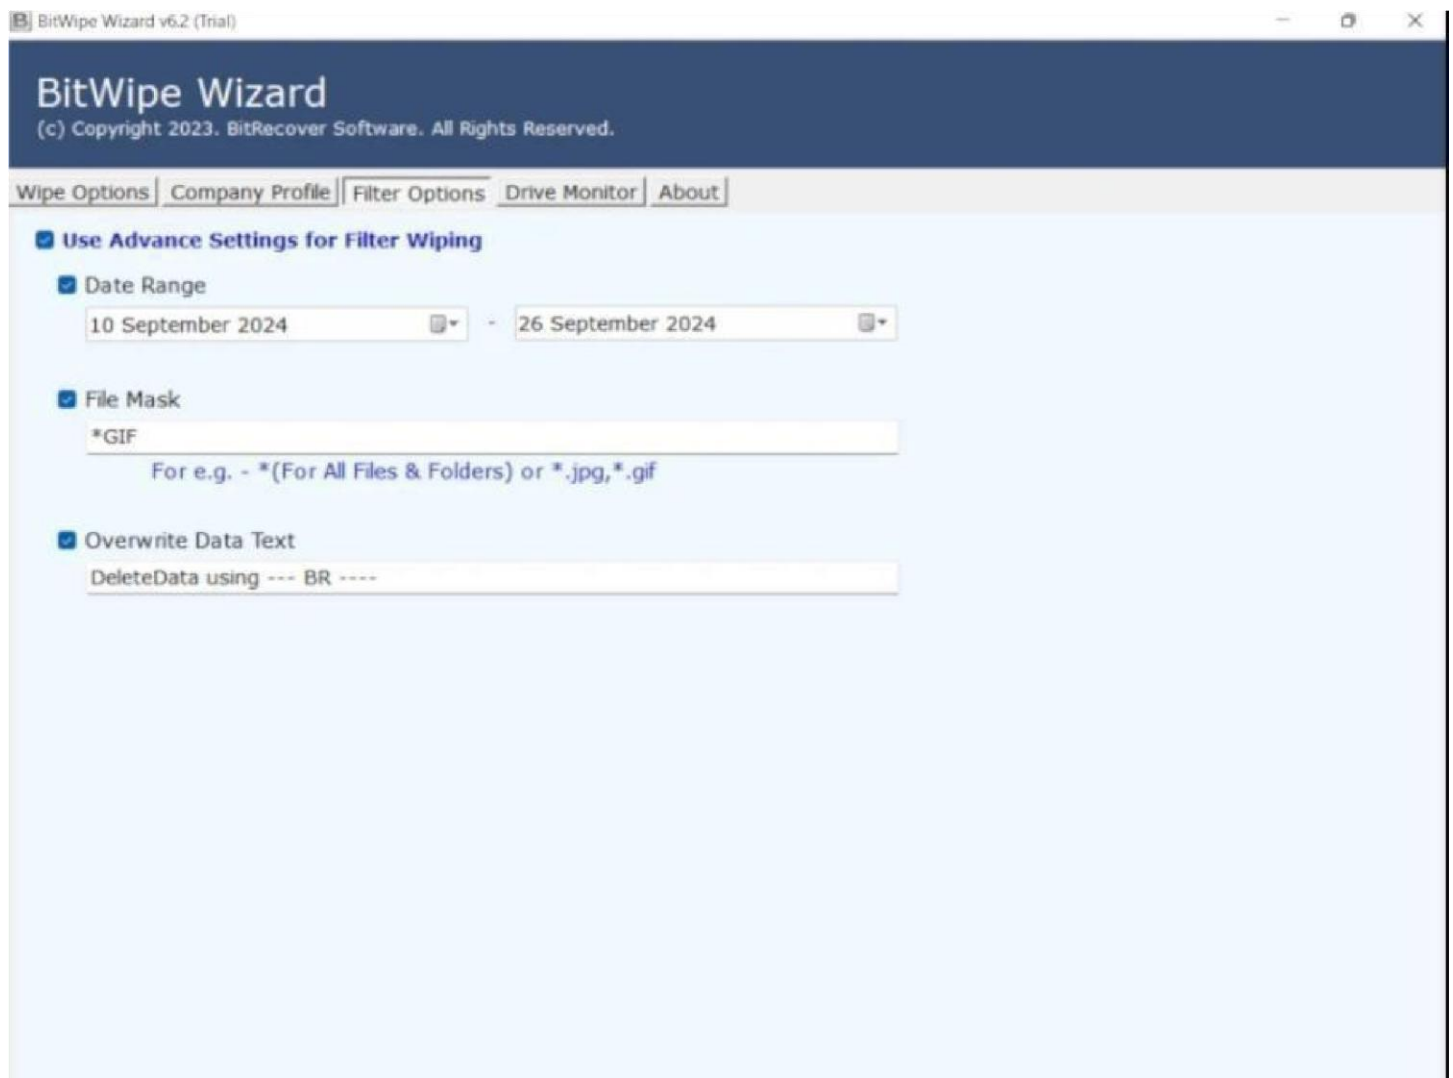 BitWipe Wizard v6.2 (Trial)
BitWipe Wizard
(c) Copyright 2023. BitRecover Software. All Rights Reserved.
Wipe Options Company Profile Filter Options Drive Monitor About
Use Advance Settings for Filter Wiping
Date Range
10 September 2024 - 26 September 2024
File Mask
*GIF
For e.g. - *(For All Files & Folders) or *.jpg,*.gif
Overwrite Data Text
DeleteData using --- BR ----